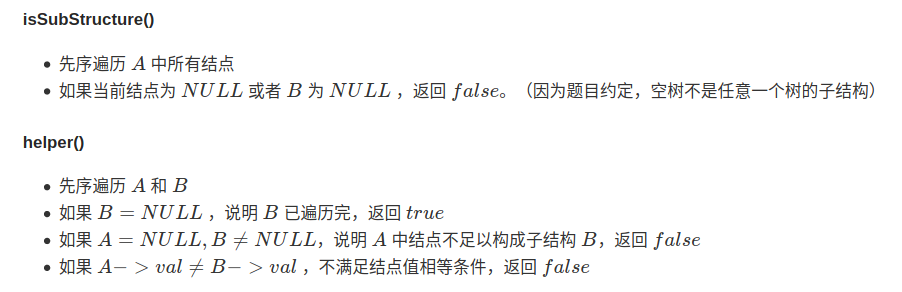 isSubStructure()
• 先序遍历 A 中所有结点
• 如果当前结点为 NULL 或者 B 为 NULL ，返回 false。（因为题目约定，空树不是任意一个树的子结构）
helper()
• 先序遍历 A 和 B
• 如果 B = NULL ，说明 B 已遍历完，返回 true
• 如果 A = NULL, B ≠ NULL，说明 A 中结点不足以构成子结构 B，返回 false
• 如果 A− > val ≠ B− > val ，不满足结点值相等条件，返回 false